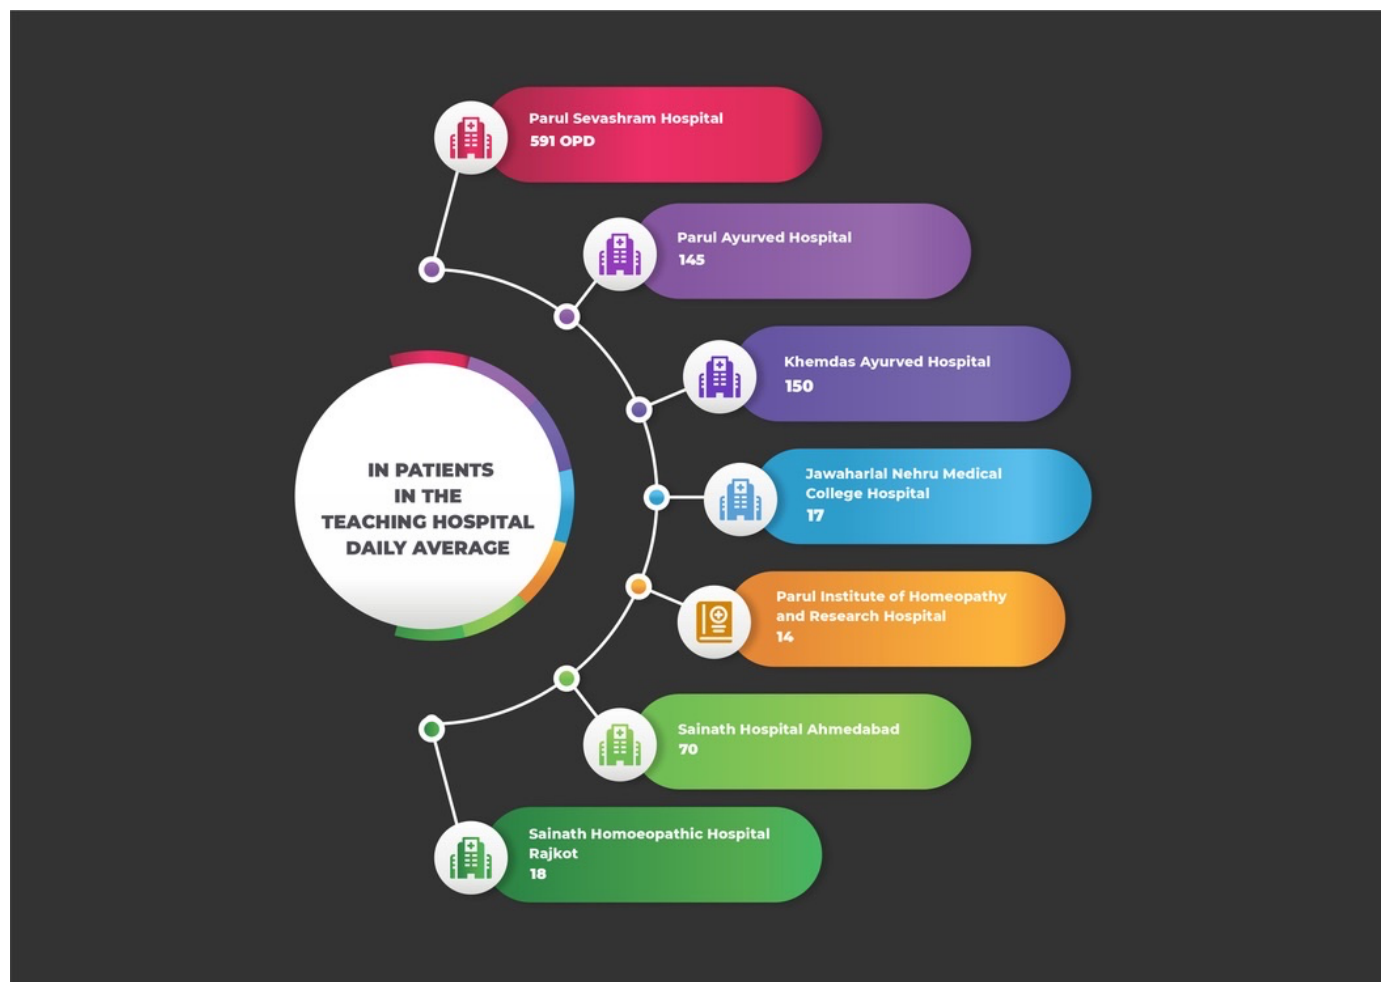 Parul Sevashram Hospital
591 OPD
Parul Ayurved Hospital
145
Khemdas Ayurved Hospital
150
IN PATIENTS
IN THE
TEACHING HOSPITAL
DAILY AVERAGE
Jawaharlal Nehru Medical
College Hospital
17
Parul Institute of Homeopathy
and Research Hospital
14
Sainath Hospital Ahmedabad
70
Sainath Homoeopathic Hospital
Rajkot
18